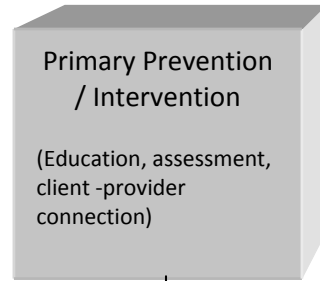 Primary Prevention
/ Intervention
(Education, assessment,
client -provider
connection)